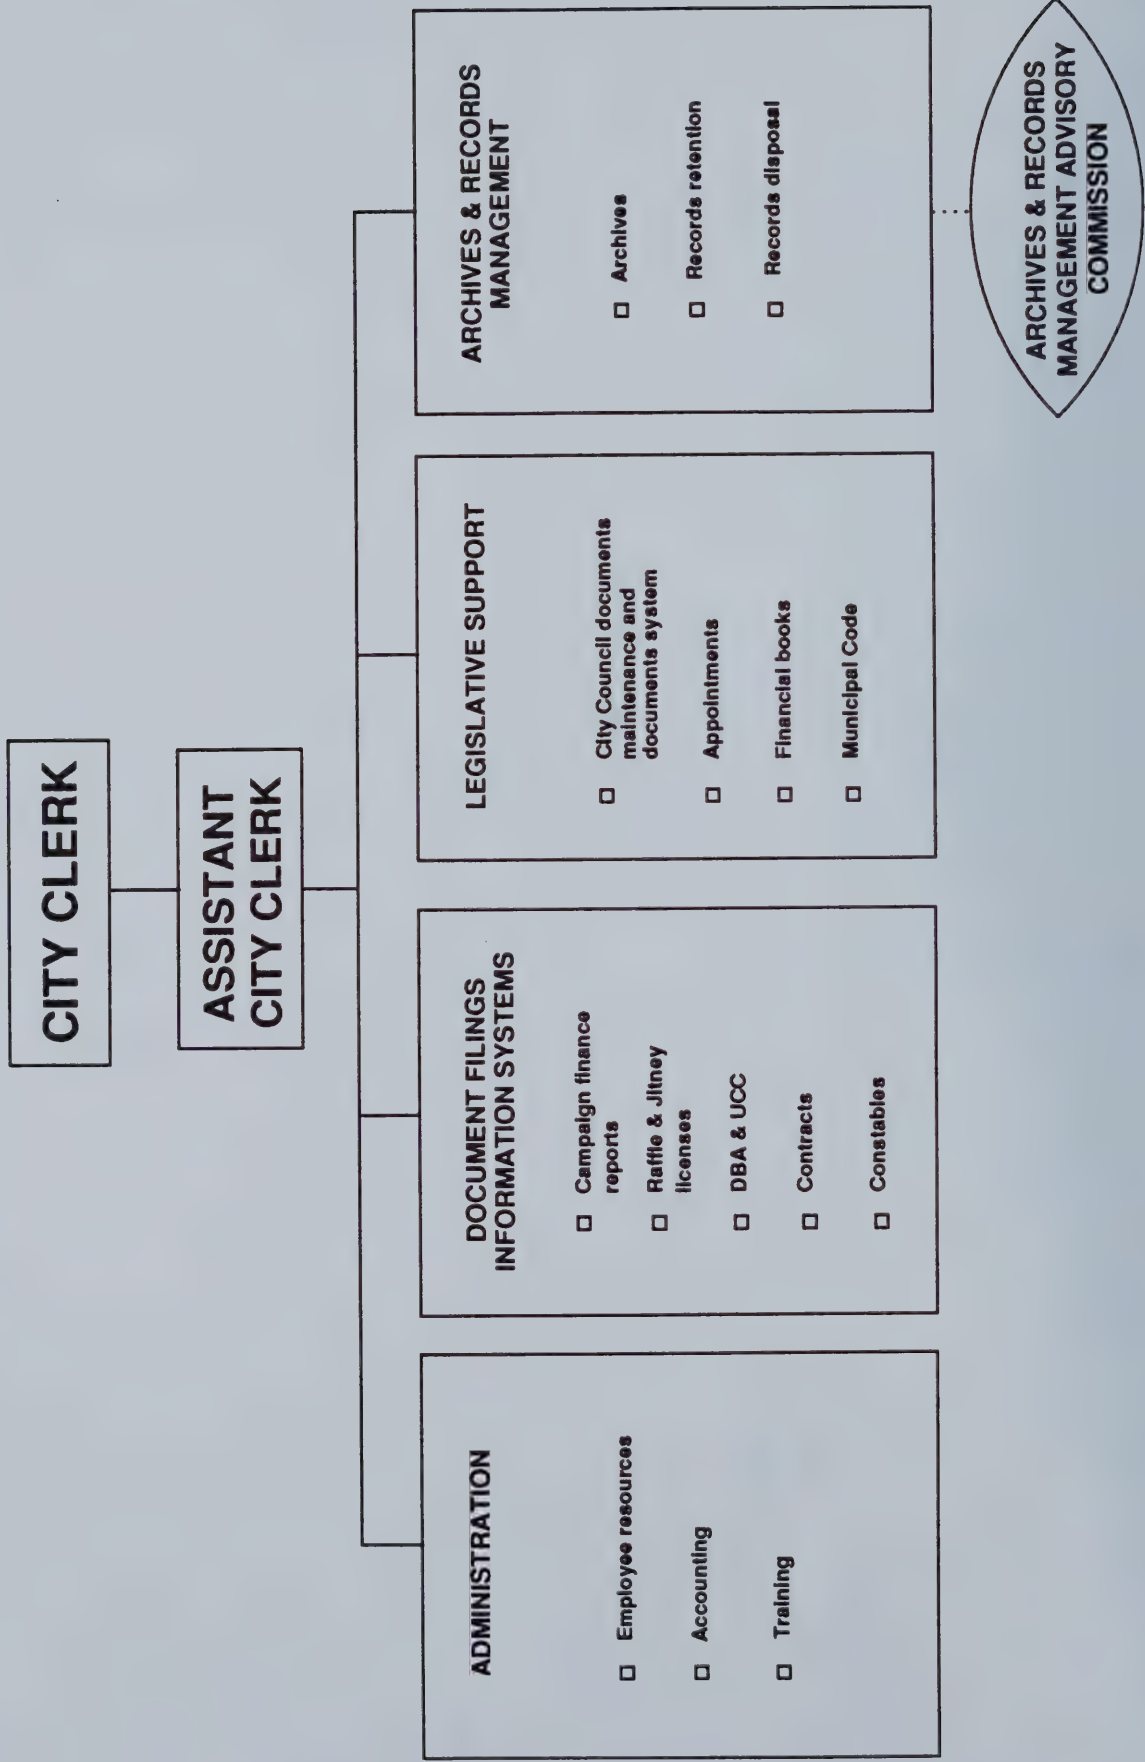 CITY CLERK
ASSISTANT
CITY CLERK
ADMINISTRATION
Employee resources
Accounting
Training
DOCUMENT FILINGS
INFORMATION SYSTEMS
Campaign finance
reports
Raffle & Jitney
licenses
DBA & UCC
Contracts
Constables
LEGISLATIVE SUPPORT
City Council documents
maintenance and
documents system
Appointments
Financial books
Municipal Code
ARCHIVES & RECORDS
MANAGEMENT
Archives
Records retention
Records disposal
ARCHIVES & RECORDS
MANAGEMENT ADVISORY
COMMISSION